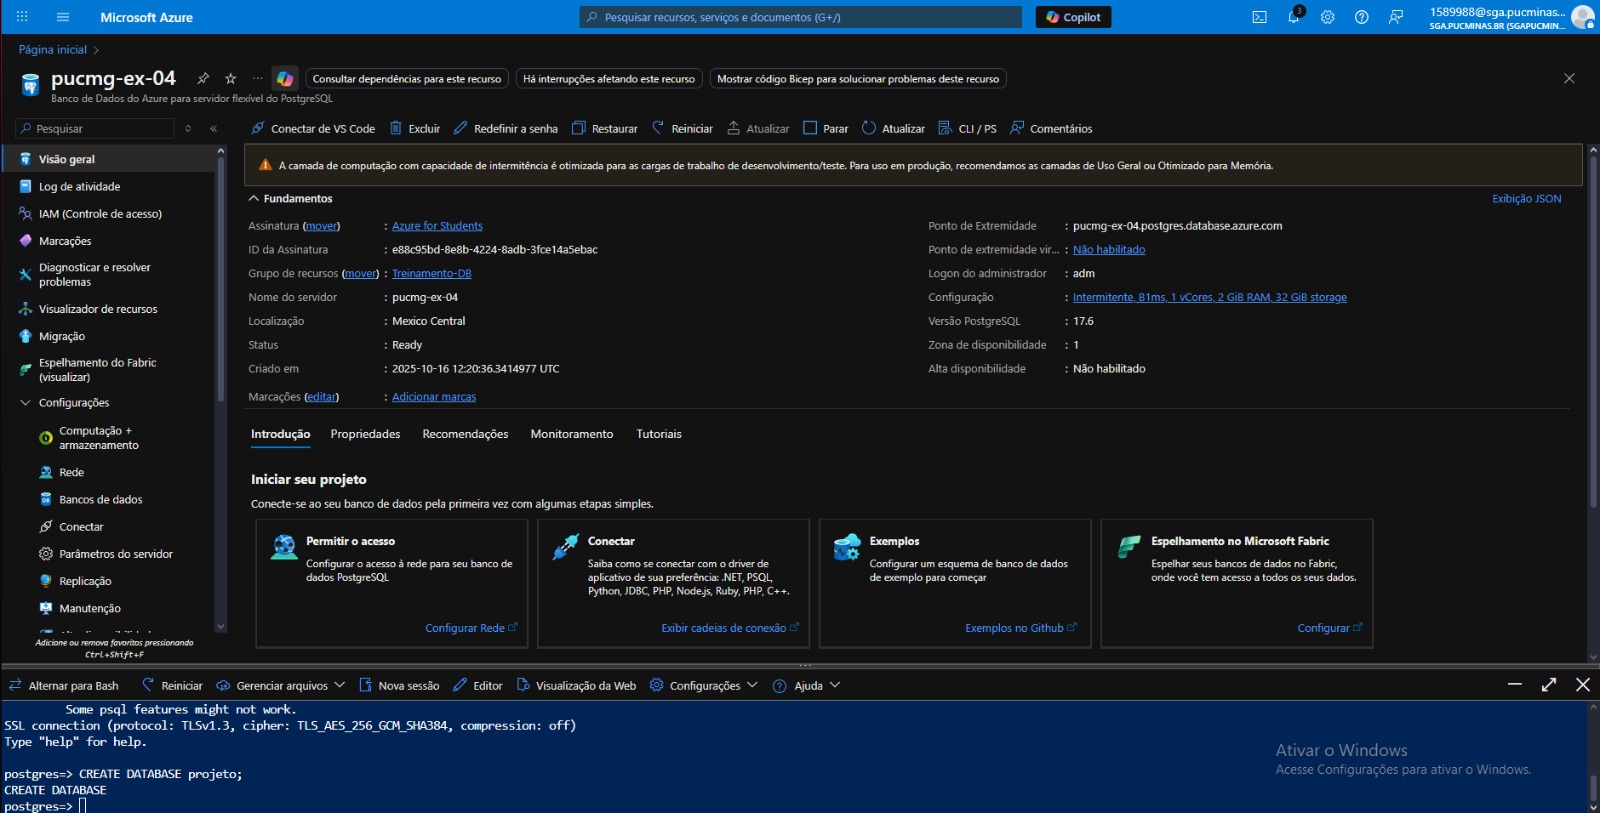 Microsoft Azure
Pesquisar recursos, serviços e documentos (G+/)
Copilot
3
1589988@sga.pucminas...
SGA.PUCMINAS.BR (SGAPUCMIN...
Página inicial
pucmg-ex-04
Banco de Dados do Azure para servidor flexível do PostgreSQL
Consultar dependências para este recurso
Há interrupções afetando este recurso
Mostrar código Bicep para solucionar problemas deste recurso
Pesquisar
Conectar de VS Code
Excluir
Redefinir a senha
Restaurar
Reiniciar
Atualizar
Parar
Atualizar
CLI / PS
Comentários
Visão geral
Log de atividade
IAM (Controle de acesso)
Marcações
Diagnosticar e resolver
problemas
Visualizador de recursos
Migração
Espelhamento do Fabric
(visualizar)
Configurações
Computação +
armazenamento
Rede
Bancos de dados
Conectar
Parâmetros do servidor
Replicação
Manutenção
Adicione ou remova favoritos pressionando
Ctrl+Shift+F
A camada de computação com capacidade de intermitência é otimizada para as cargas de trabalho de desenvolvimento/teste. Para uso em produção, recomendamos as camadas de Uso Geral ou Otimizado para Memória.
Fundamentos
Exibição JSON
Assinatura (mover) : Azure for Students
ID da Assinatura : e88c95bd-8e8b-4224-8adb-3fce14a5ebac
Grupo de recursos (mover) : Treinamento-DB
Nome do servidor : pucmg-ex-04
Localização : Mexico Central
Status : Ready
Criado em : 2025-10-16 12:20:36.3414977 UTC
Marcações (editar) : Adicionar marcas
Ponto de Extremidade : pucmg-ex-04.postgres.database.azure.com
Ponto de extremidade vir... : Não habilitado
Logon do administrador : adm
Configuração : Intermitente, B1ms, 1 vCores, 2 GiB RAM, 32 GiB storage
Versão PostgreSQL : 17.6
Zona de disponibilidade : 1
Alta disponibilidade : Não habilitado
Introdução
Propriedades
Recomendações
Monitoramento
Tutoriais
Iniciar seu projeto
Conecte-se ao seu banco de dados pela primeira vez com algumas etapas simples.
Permitir o acesso
Configurar o acesso à rede para seu banco de
dados PostgreSQL
Configurar Rede
Conectar
Saiba como se conectar com o driver de
aplicativo de sua preferência: .NET, PSQL,
Python, JDBC, PHP, Node.js, Ruby, PHP, C++.
Exibir cadeias de conexão
Exemplos
Configurar um esquema de banco de dados
de exemplo para começar
Exemplos no Github
Espelhamento no Microsoft Fabric
Espelhar seus bancos de dados no Fabric,
onde você tem acesso a todos os seus dados.
Configurar
Alternar para Bash
Reiniciar
Gerenciar arquivos
Nova sessão
Editor
Visualização da Web
Configurações
Ajuda
Some psql features might not work.
SSL connection (protocol: TLSv1.3, cipher: TLS_AES_256_GCM_SHA384, compression: off)
Type "help" for help.
postgres=> CREATE DATABASE projeto;
CREATE DATABASE
postgres=>
Ativar o Windows
Acesse Configurações para ativar o Windows.